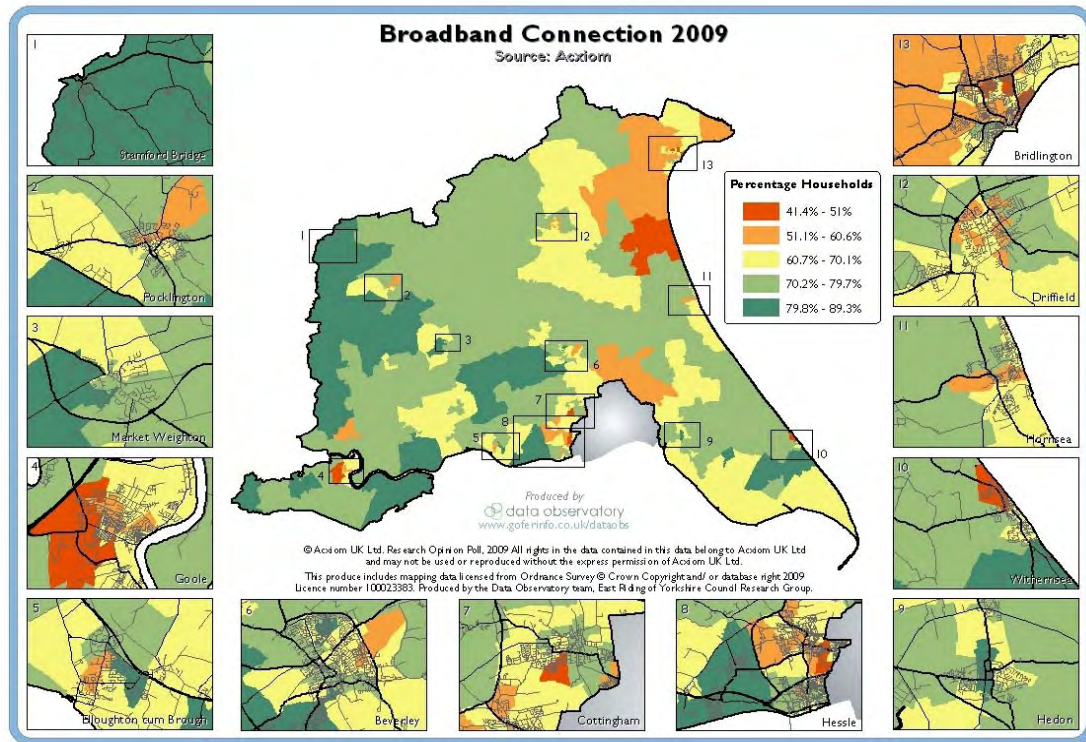 Broadband Connection 2009
Source: Acxiom
1
Stamford Bridge
2
Pocklington
3
Market Weighton
4
Goole
5
Elloughton cum Brough
6
Beverley
7
Cottingham
8
Hessle
9
Hedon
10
Withernsea
11
Hornsea
12
Driffield
13
Bridlington
1
2
3
4
5
6
7
8
9
10
11
12
13
Percentage Households
41.4% - 51%
51.1% - 60.6%
60.7% - 70.1%
70.2% - 79.7%
79.8% - 89.3%
Produced by
data observatory
www.goferinfo.co.uk/dataobs
© Acxiom UK Ltd. Research Opinion Poll, 2009 All rights in the data contained in this data belong to Acxiom UK Ltd
and may not be used or reproduced without the express permission of Acxiom UK Ltd.
This produce includes mapping data licensed from Ordnance Survey © Crown Copyright and/ or database right 2009
Licence number 100023383. Produced by the Data Observatory team, East Riding of Yorkshire Council Research Group.